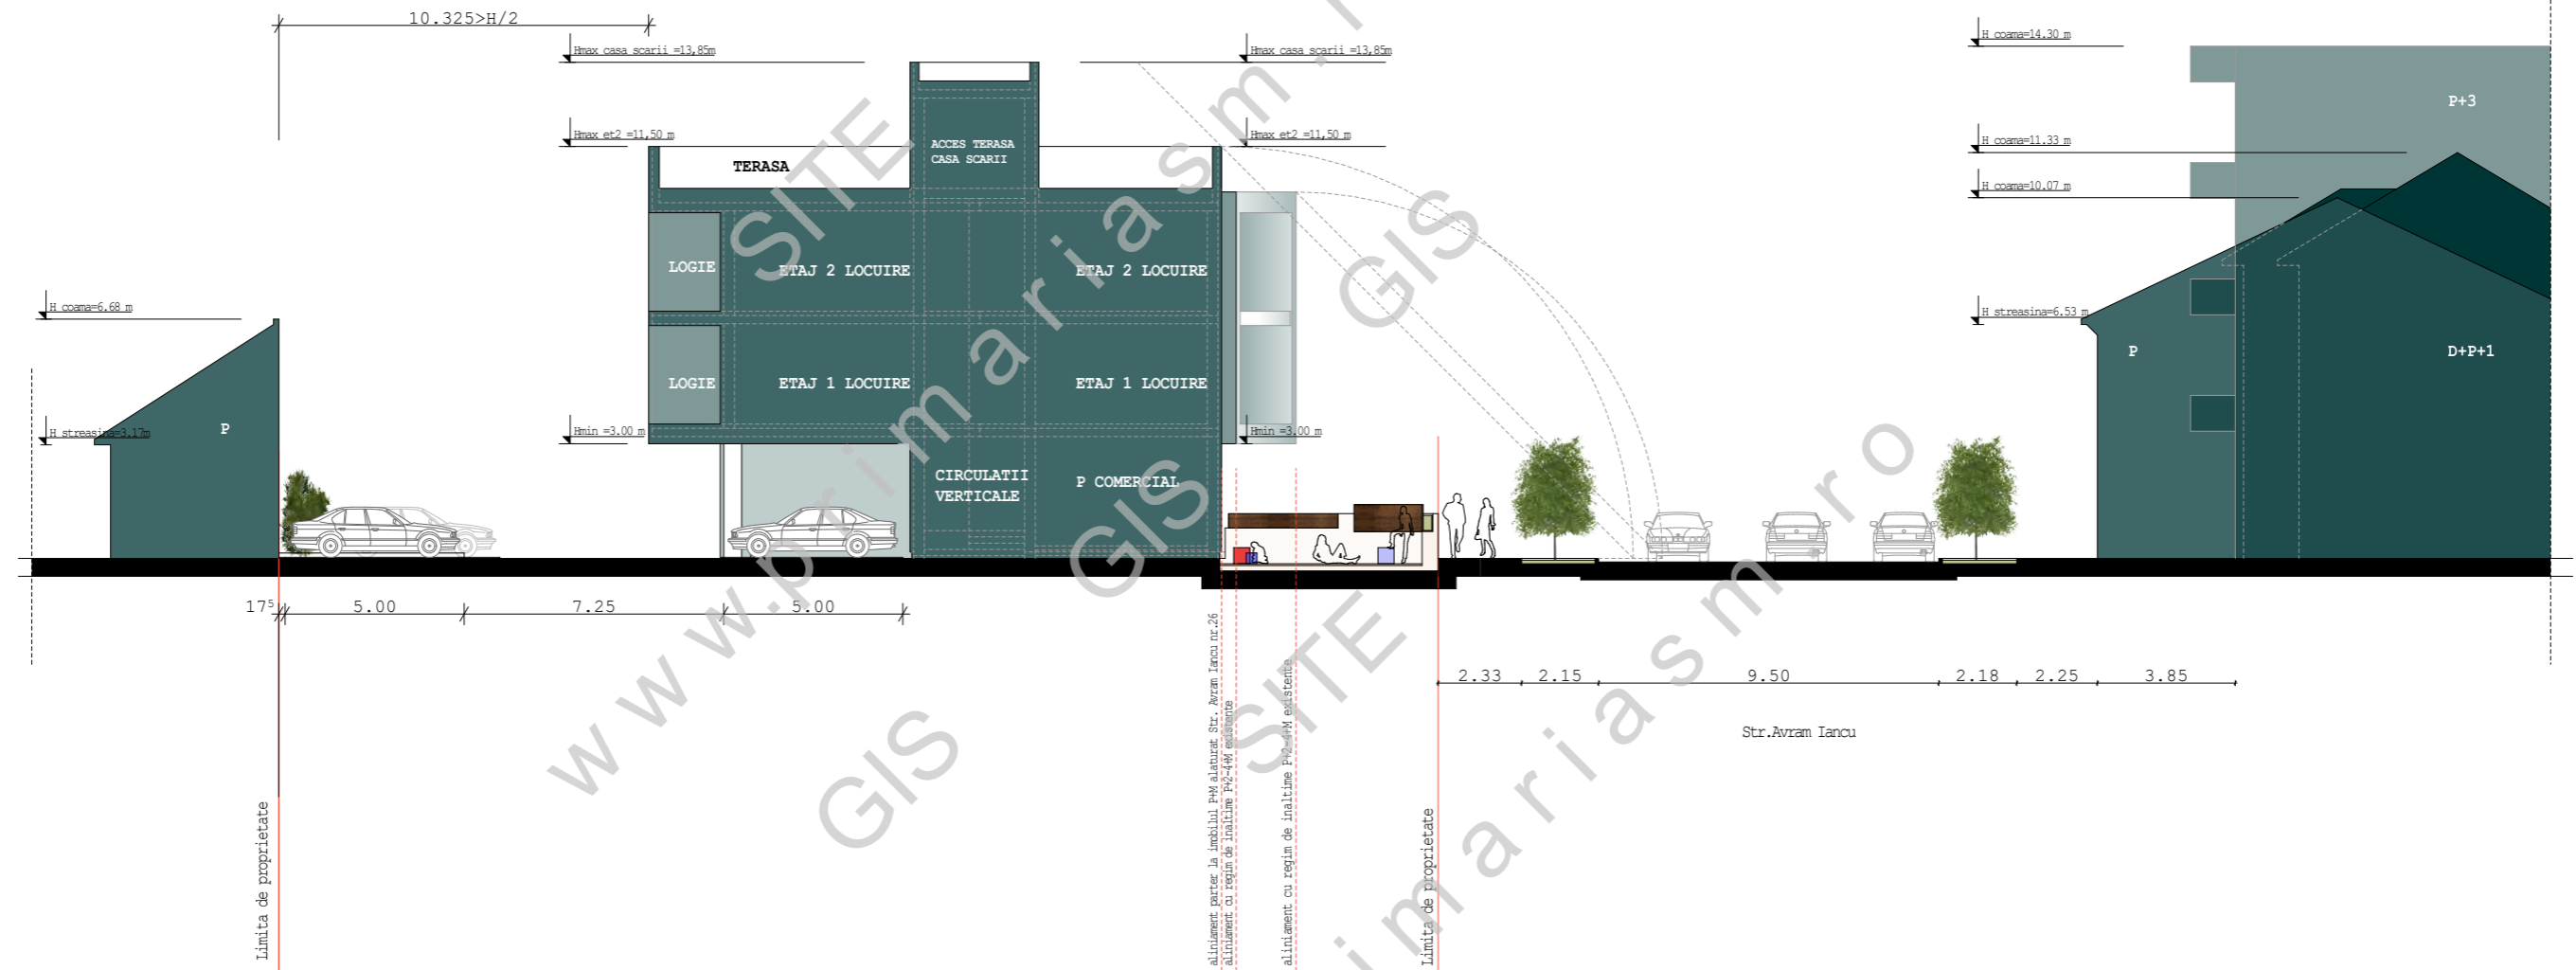 10.325>H/2
Hmax casa scarii =13,85m
Hmax casa scarii =13,85m
H coama=14.30 m
P+3
Hmax et2 =11,50 m
Hmax et2 =11,50 m
H coama=11.33 m
ACCES TERASA
CASA SCARII
TERASA
H coama=10.07 m
LOGIE
ETAJ 2 LOCUIRE
ETAJ 2 LOCUIRE
H coama=6.68 m
H streasina=6.53 m
P
D+P+1
LOGIE
ETAJ 1 LOCUIRE
ETAJ 1 LOCUIRE
H streasina=3.17m
P
Hmin =3.00 m
Hmin =3.00 m
CIRCULATII
VERTICALE
P COMERCIAL
17⁵
5.00
7.25
5.00
2.33
2.15
9.50
2.18
2.25
3.85
Str.Avram Iancu
Limita de proprietate
aliniament parter la imobilul P+M alaturat Str. Avram Iancu nr.26
aliniament cu regim de inaltime P+2-4+M existente
aliniament cu regim de inaltime P+2-4+M existente
Limita de proprietate
SITE
GIS
www.primariasm.r
GIS
GIS
SITE
imariasm.ro